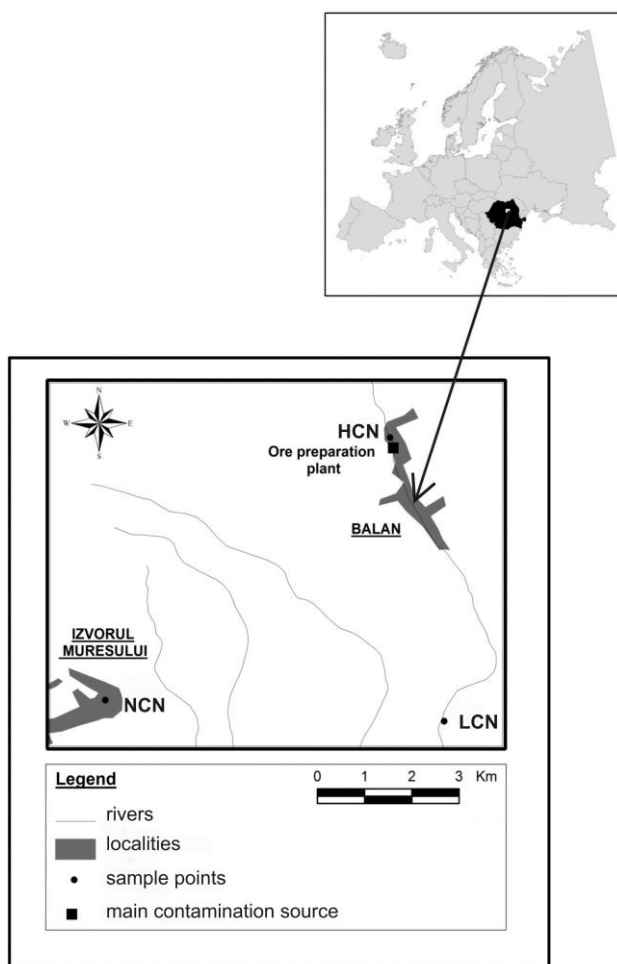 N
W
E
S
HCN
Ore preparation
plant
BALAN
IZVORUL
MURESULUI
NCN
LCN
Legend
0 1 2 3 Km
rivers
localities
sample points
main contamination source